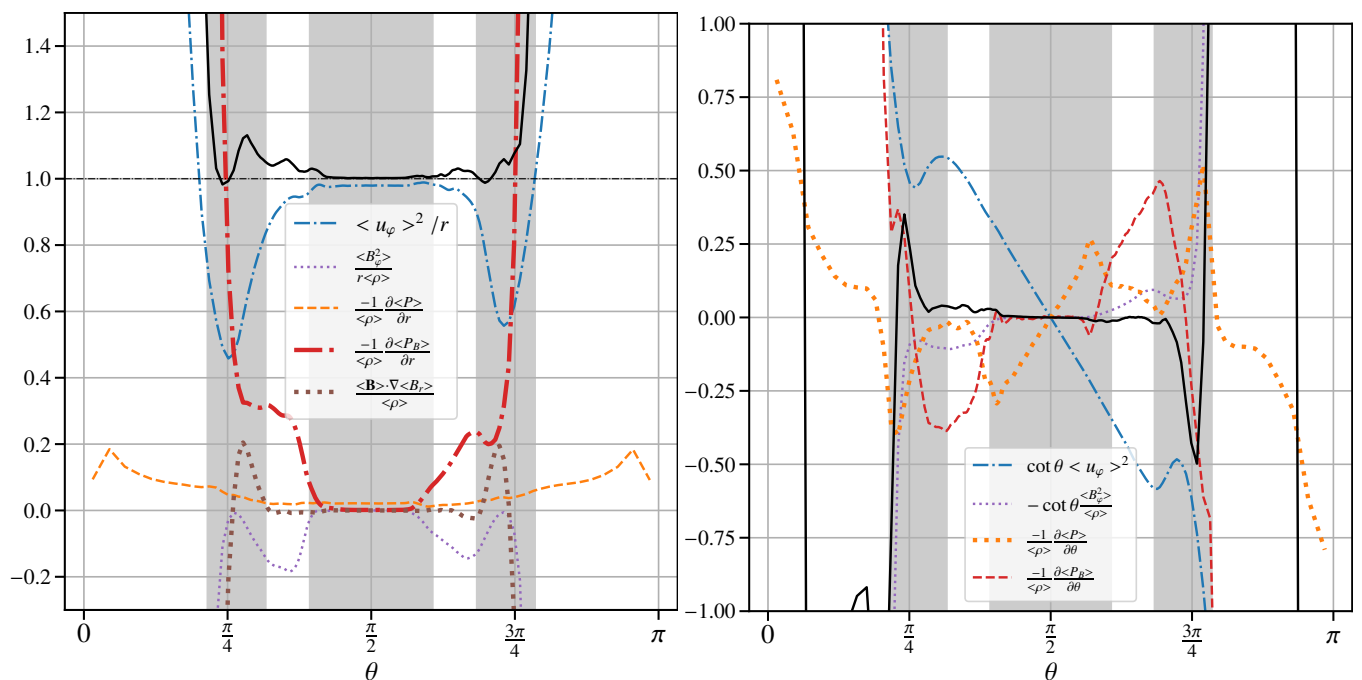 1.4
1.2
1.0
0.8
0.6
0.4
0.2
0.0
−0.2
< u_φ >² /r
<B_φ²> / r<ρ>
−1/<ρ> ∂<P>/∂r
−1/<ρ> ∂<P_B>/∂r
<B>·∇<B_r> / <ρ>
0 π/4 π/2 3π/4 π
θ
1.00
0.75
0.50
0.25
0.00
−0.25
−0.50
−0.75
−1.00
cot θ < u_φ >²
− cot θ <B_φ²>/<ρ>
−1/<ρ> ∂<P>/∂θ
−1/<ρ> ∂<P_B>/∂θ
0 π/4 π/2 3π/4 π
θ